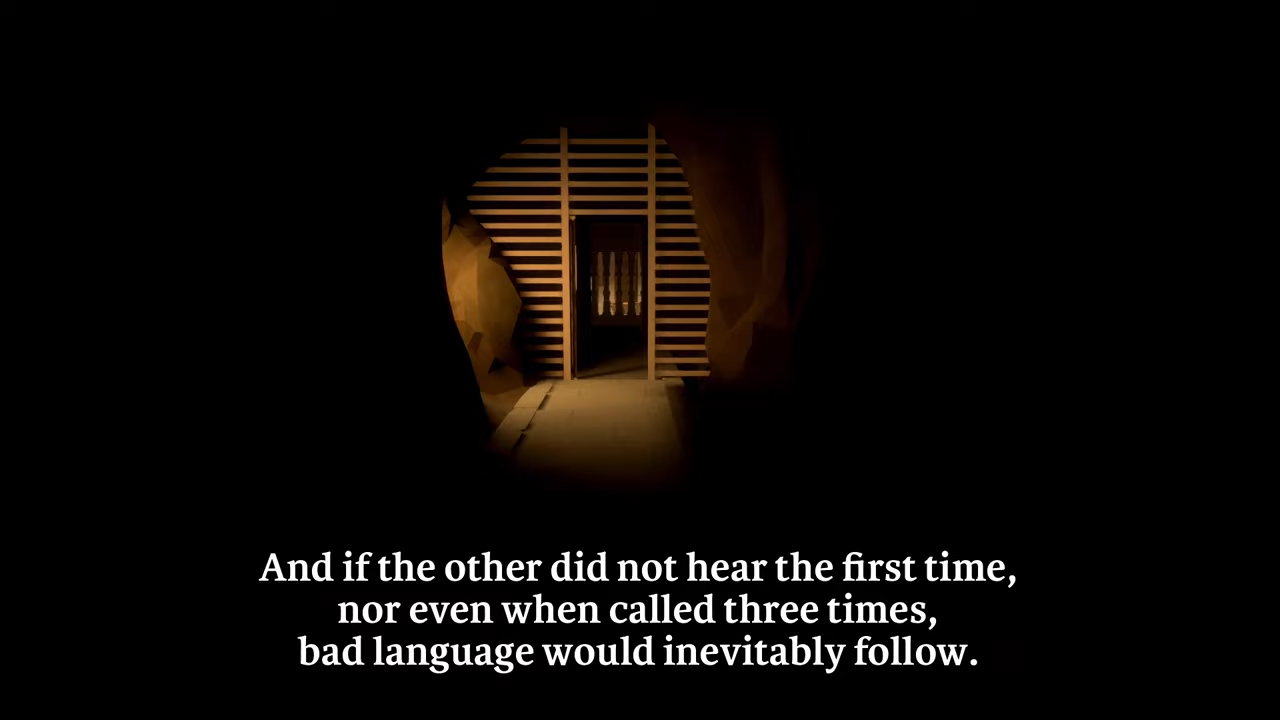 And if the other did not hear the first time,
nor even when called three times,
bad language would inevitably follow.